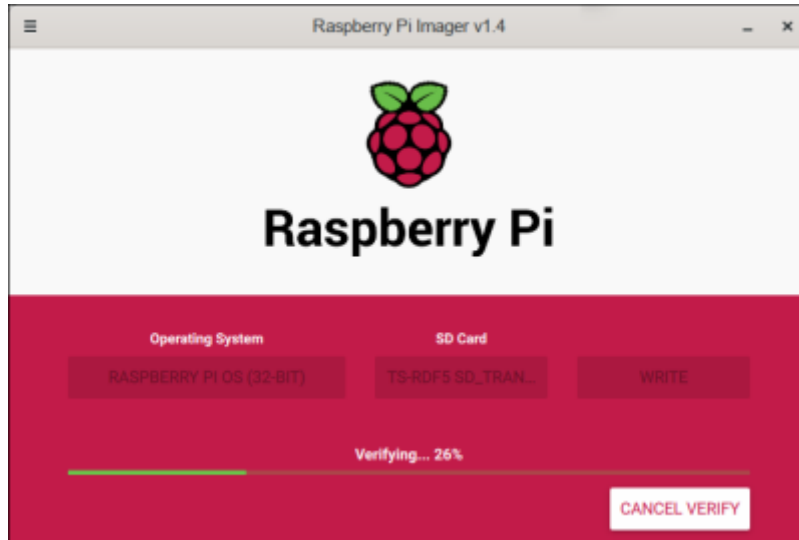 Raspberry Pi Imager v1.4
Raspberry Pi
Operating System
SD Card
RASPBERRY PI OS (32-BIT)
TS-RDF5 SD_TRAN...
WRITE
Verifying... 26%
CANCEL VERIFY